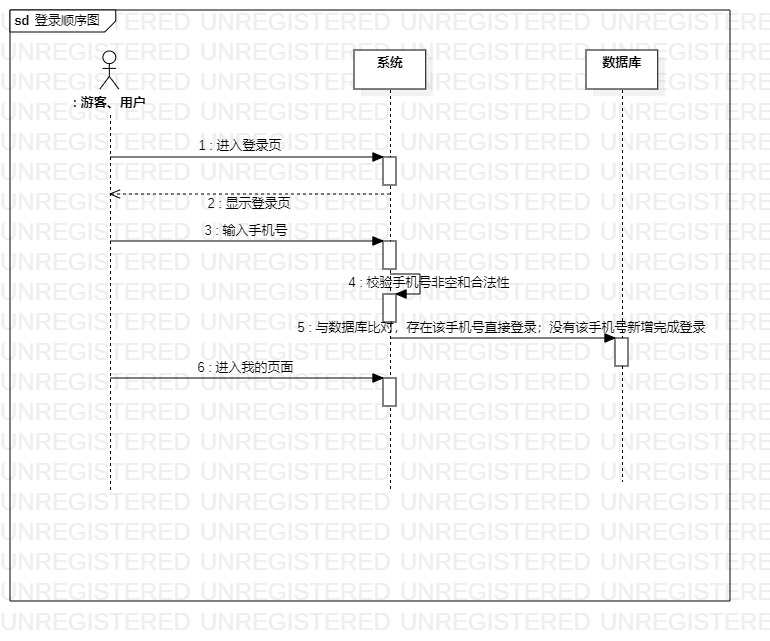 sd 登录顺序图
系统
数据库
: 游客、用户
1 : 进入登录页
2 : 显示登录页
3 : 输入手机号
4 : 校验手机号非空和合法性
5 : 与数据库比对，存在该手机号直接登录；没有该手机号新增完成登录
6 : 进入我的页面
UNREGISTERED UNREGISTERED UNREGISTERED UNREGISTERED